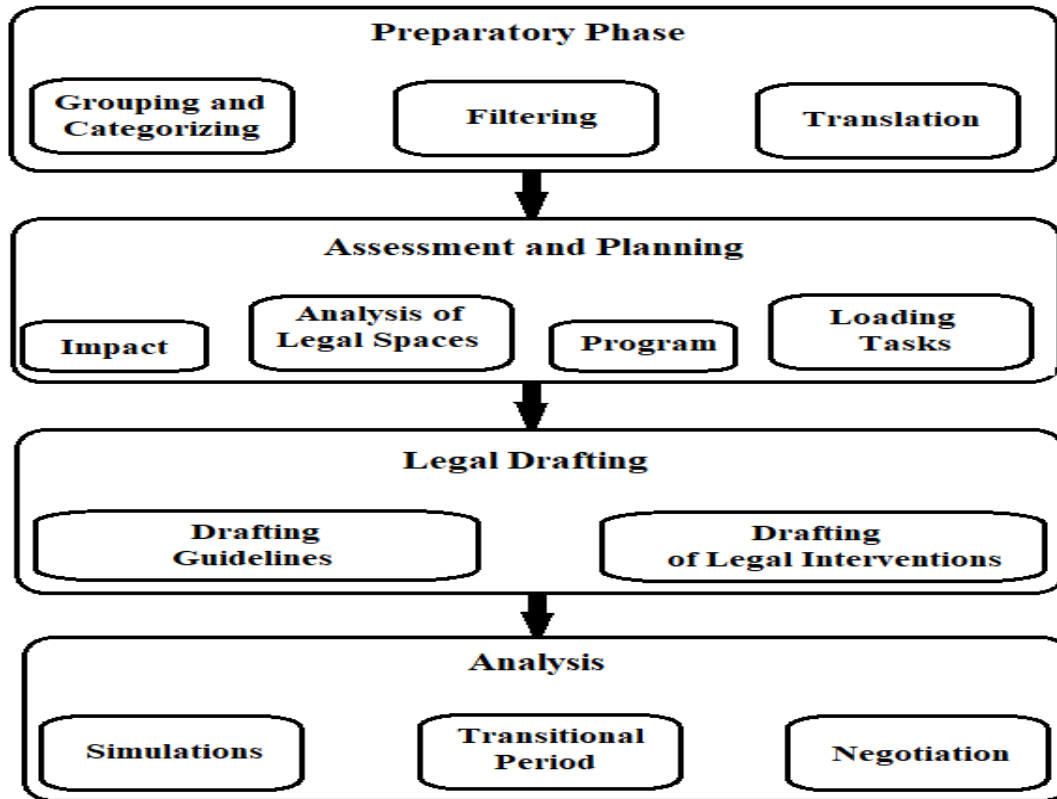 Preparatory Phase
Grouping and
Categorizing
Filtering
Translation
Assessment and Planning
Impact
Analysis of
Legal Spaces
Program
Loading
Tasks
Legal Drafting
Drafting
Guidelines
Drafting
of Legal Interventions
Analysis
Simulations
Transitional
Period
Negotiation